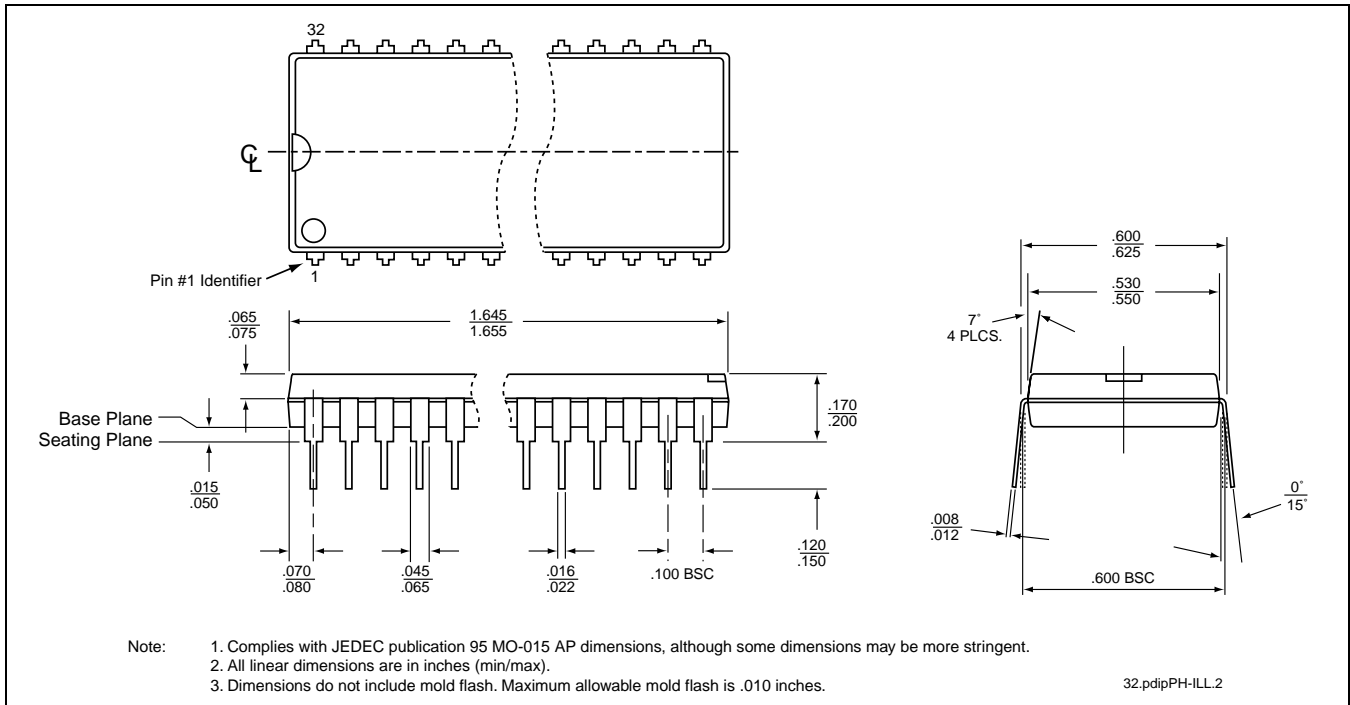 32
℄
Pin #1 Identifier
1
.065
.075
1.645
1.655
Base Plane
Seating Plane
.170
.200
.015
.050
.070
.080
.045
.065
.016
.022
.100 BSC
.120
.150
.600
.625
.530
.550
7°
4 PLCS.
.008
.012
0°
15°
.600 BSC
Note: 1. Complies with JEDEC publication 95 MO-015 AP dimensions, although some dimensions may be more stringent.
2. All linear dimensions are in inches (min/max).
3. Dimensions do not include mold flash. Maximum allowable mold flash is .010 inches.
32.pdipPH-ILL.2